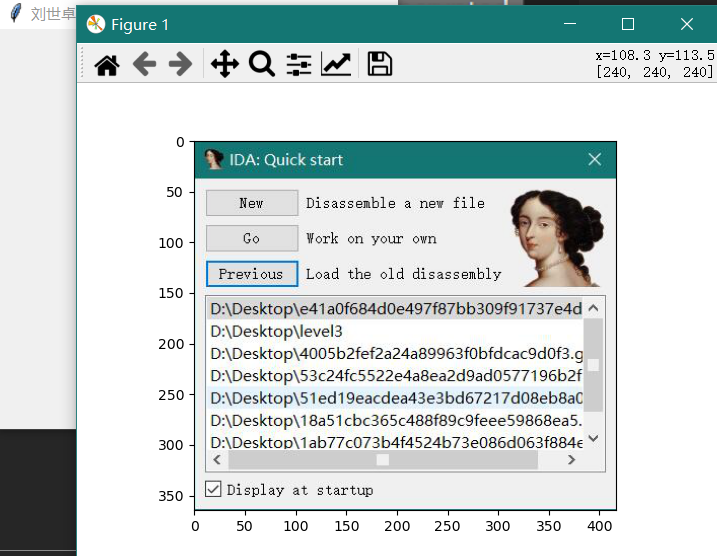 刘世卓
Figure 1
x=108.3 y=113.5
[240, 240, 240]
0
IDA: Quick start
50
New Disassemble a new file
100
Go Work on your own
Previous Load the old disassembly
150
D:\Desktop\e41a0f684d0e497f87bb309f91737e4d
D:\Desktop\level3
200
D:\Desktop\4005b2fef2a24a89963f0bfdcac9d0f3.g
D:\Desktop\53c24fc5522e4a8ea2d9ad0577196b2f
250
D:\Desktop\51ed19eacdea43e3bd67217d08eb8a0
D:\Desktop\18a51cbc365c488f89c9feee59868ea5.
300
D:\Desktop\1ab77c073b4f4524b73e086d063f884e
350
Display at startup
0 50 100 150 200 250 300 350 400